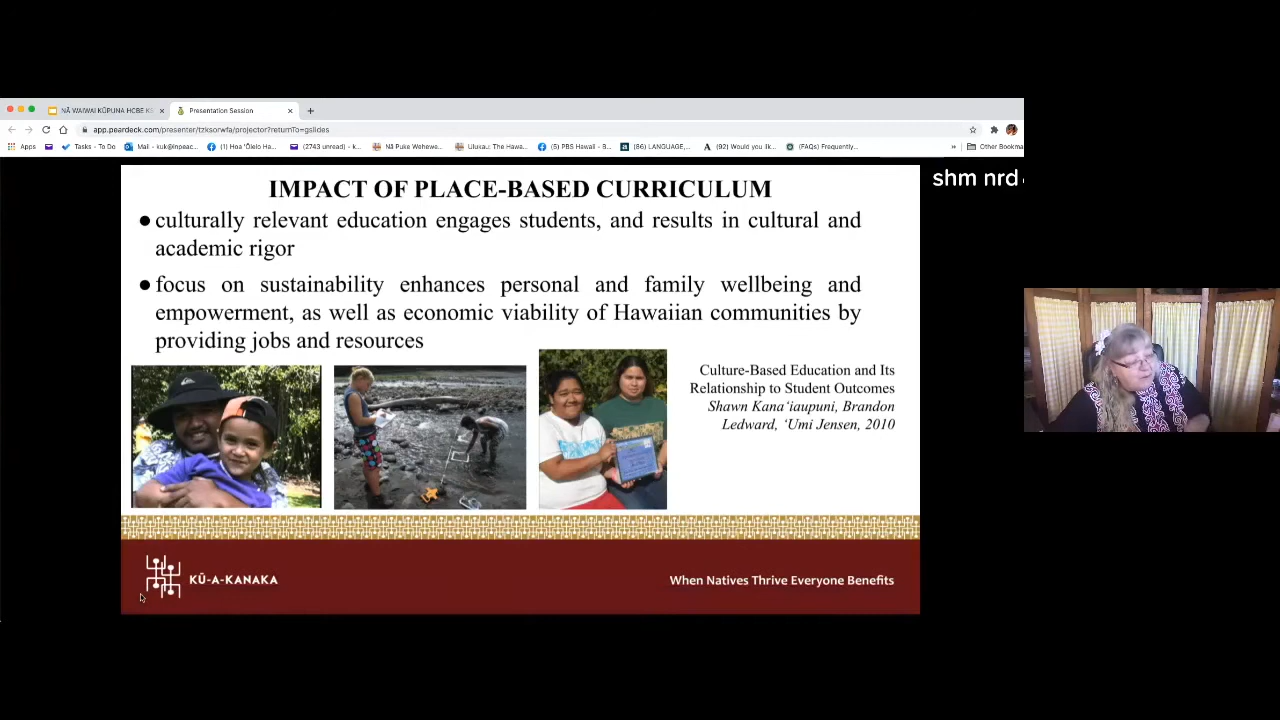 NĀ WAIWAI KŪPUNA HCBE K
Presentation Session
app.peardeck.com/presenter/tzksorwfa/projector?returnTo=gslides
Apps Tasks - To Do Mail - kuk@inpeac... (1) Hoa ʻŌlelo Ha... (2743 unread) - k... Nā Puke Wehewe... Ulukau: The Hawa... (5) PBS Hawaii - B... (86) LANGUAGE,... (92) Would you lik... (FAQs) Frequently... » Other Bookma
shm nrd
IMPACT OF PLACE-BASED CURRICULUM
● culturally relevant education engages students, and results in cultural and
academic rigor
● focus on sustainability enhances personal and family wellbeing and
empowerment, as well as economic viability of Hawaiian communities by
providing jobs and resources
Culture-Based Education and Its
Relationship to Student Outcomes
Shawn Kanaʻiaupuni, Brandon
Ledward, ʻUmi Jensen, 2010
KŪ-A-KANAKA
When Natives Thrive Everyone Benefits